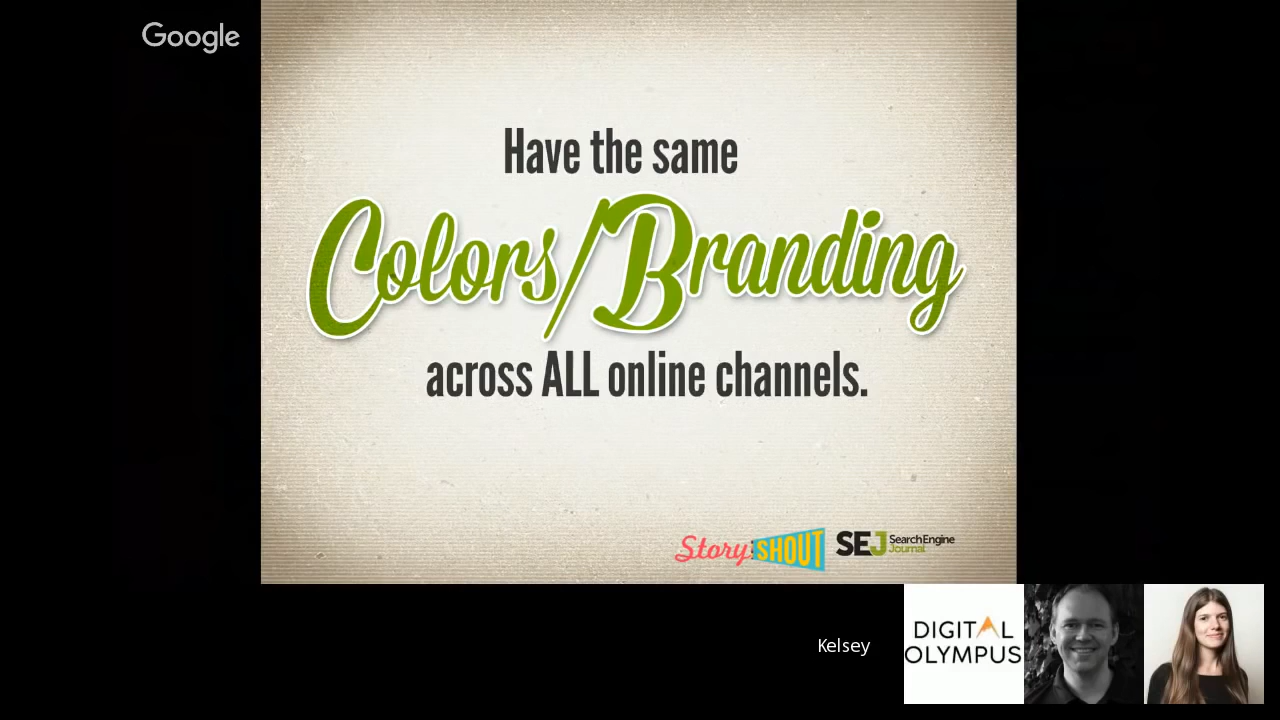 Google
Have the same
Colors/Branding
across ALL online channels.
Story SHOUT
SEJ Search Engine
Journal
Kelsey
DIGITAL
OLYMPUS